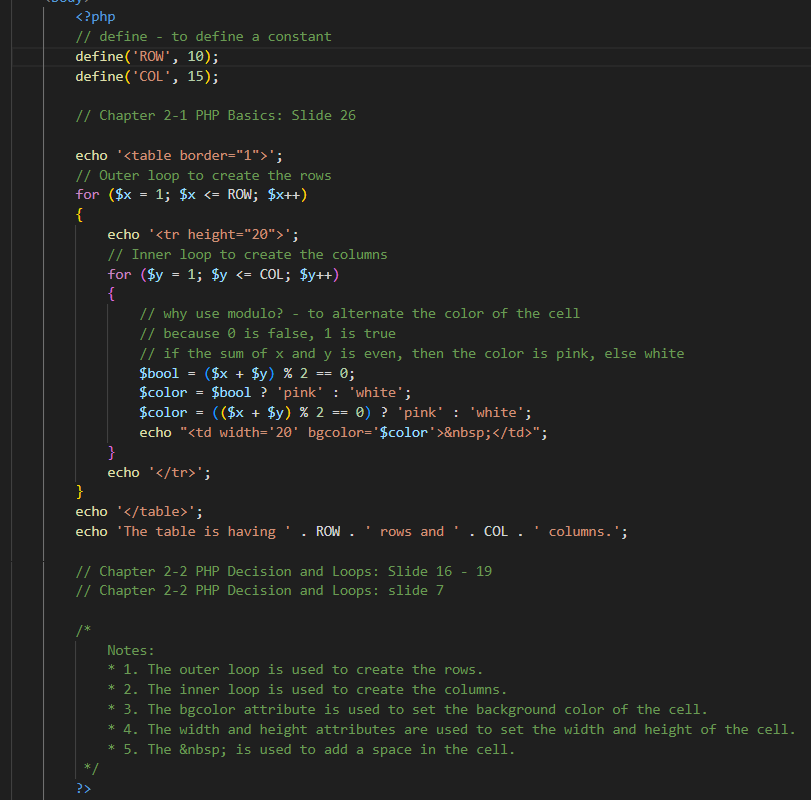 <body>
<?php
// define - to define a constant
define('ROW', 10);
define('COL', 15);
// Chapter 2-1 PHP Basics: Slide 26
echo '<table border="1">';
// Outer loop to create the rows
for ($x = 1; $x <= ROW; $x++)
{
echo '<tr height="20">';
// Inner loop to create the columns
for ($y = 1; $y <= COL; $y++)
{
// why use modulo? - to alternate the color of the cell
// because 0 is false, 1 is true
// if the sum of x and y is even, then the color is pink, else white
$bool = ($x + $y) % 2 == 0;
$color = $bool ? 'pink' : 'white';
$color = (($x + $y) % 2 == 0) ? 'pink' : 'white';
echo "<td width='20' bgcolor='$color'>&nbsp;</td>";
}
echo '</tr>';
}
echo '</table>';
echo 'The table is having ' . ROW . ' rows and ' . COL . ' columns.';
// Chapter 2-2 PHP Decision and Loops: Slide 16 - 19
// Chapter 2-2 PHP Decision and Loops: slide 7
/*
Notes:
* 1. The outer loop is used to create the rows.
* 2. The inner loop is used to create the columns.
* 3. The bgcolor attribute is used to set the background color of the cell.
* 4. The width and height attributes are used to set the width and height of the cell.
* 5. The &nbsp; is used to add a space in the cell.
*/
?>